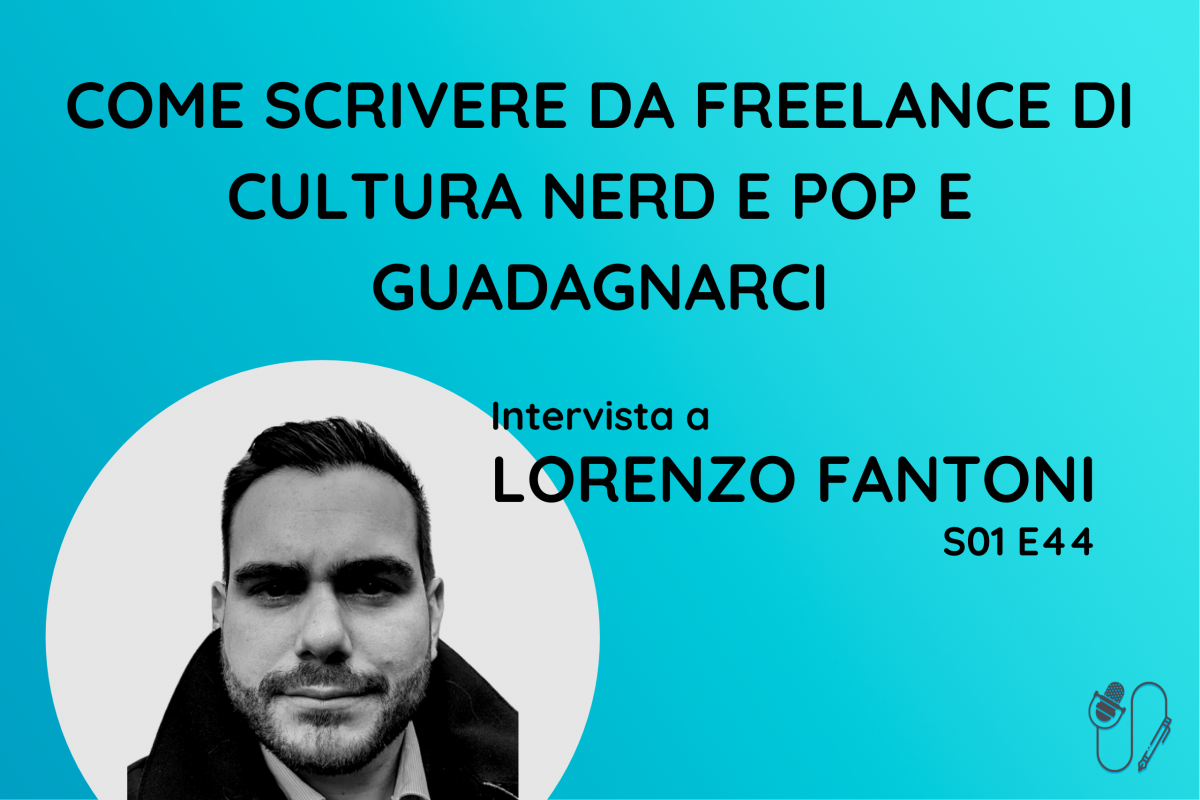 COME SCRIVERE DA FREELANCE DI
CULTURA NERD E POP E
GUADAGNARCI
Intervista a
LORENZO FANTONI
S01 E44